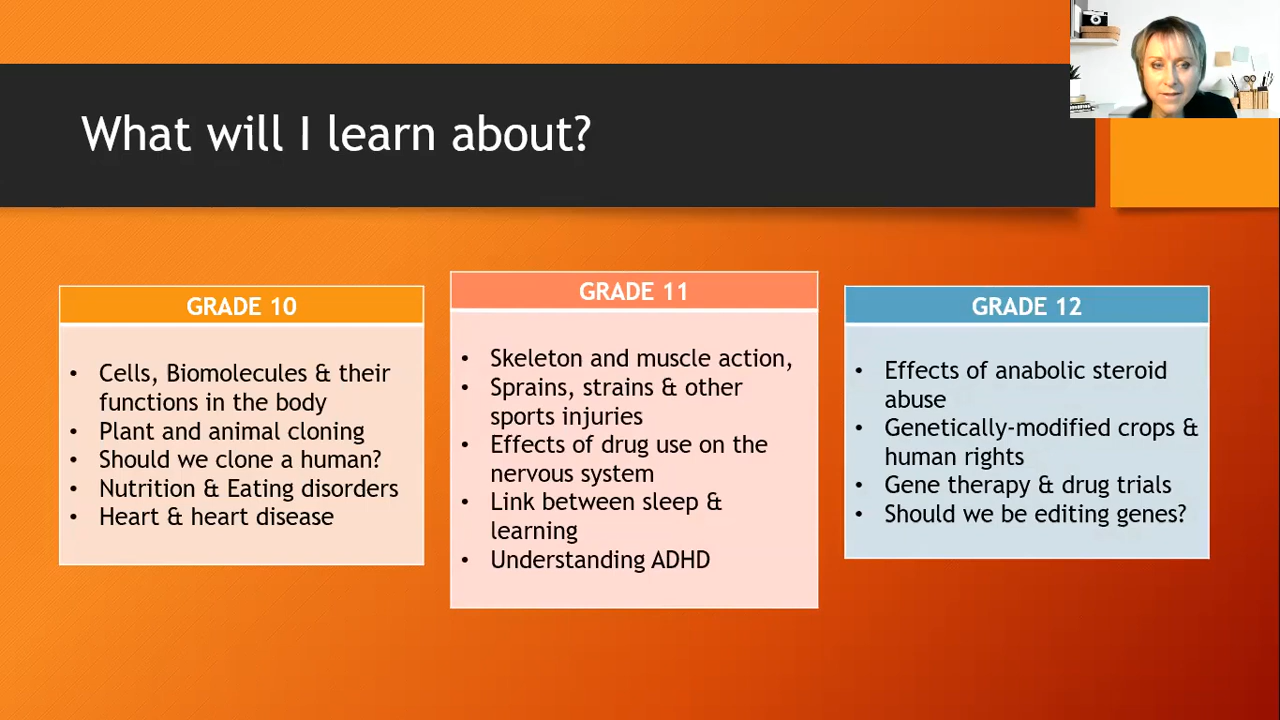 What will I learn about?
GRADE 10
• Cells, Biomolecules & their
functions in the body
• Plant and animal cloning
• Should we clone a human?
• Nutrition & Eating disorders
• Heart & heart disease
GRADE 11
• Skeleton and muscle action,
• Sprains, strains & other
sports injuries
• Effects of drug use on the
nervous system
• Link between sleep &
learning
• Understanding ADHD
GRADE 12
• Effects of anabolic steroid
abuse
• Genetically-modified crops &
human rights
• Gene therapy & drug trials
• Should we be editing genes?